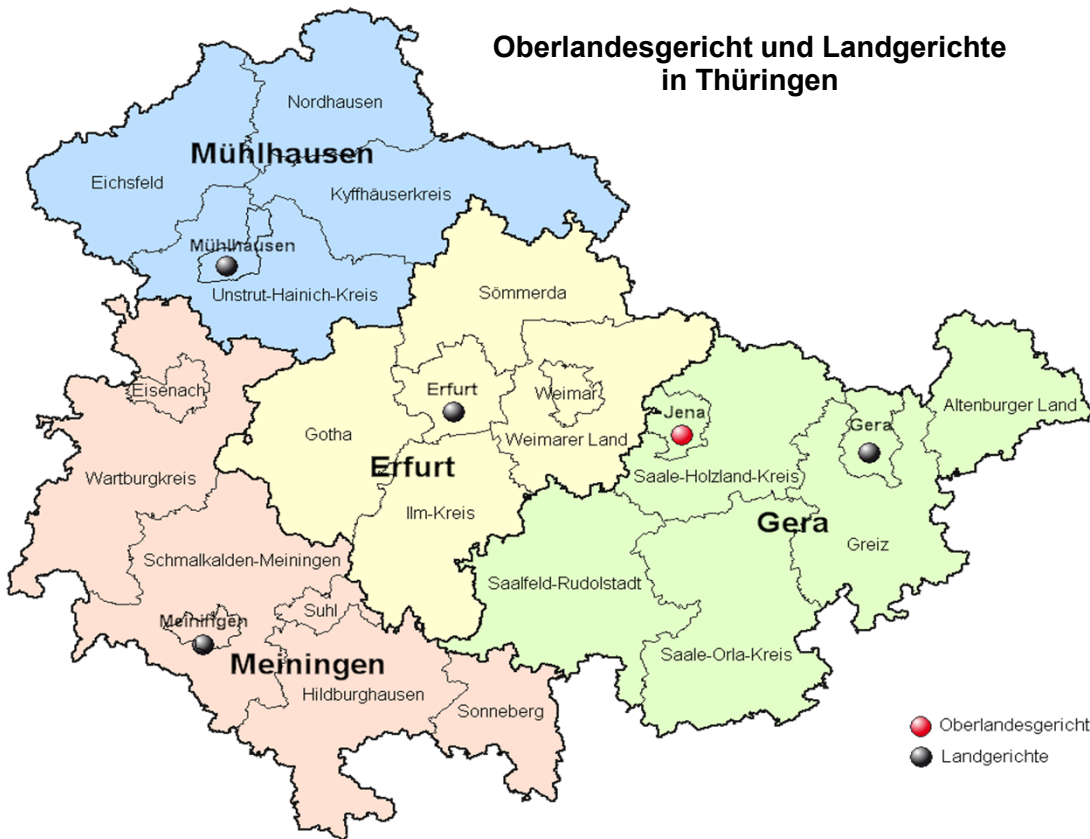 Oberlandesgericht und Landgerichte
in Thüringen
Nordhausen
Mühlhausen
Eichsfeld
Kyffhäuserkreis
Mühlhausen
Unstrut-Hainich-Kreis
Sömmerda
Eisenach
Erfurt
Weimar
Altenburger Land
Jena
Gera
Gotha
Weimarer Land
Erfurt
Wartburgkreis
Saale-Holzland-Kreis
Ilm-Kreis
Gera
Greiz
Schmalkalden-Meiningen
Saalfeld-Rudolstadt
Suhl
Meiningen
Meiningen
Saale-Orla-Kreis
Hildburghausen
Sonneberg
Oberlandesgericht
Landgerichte